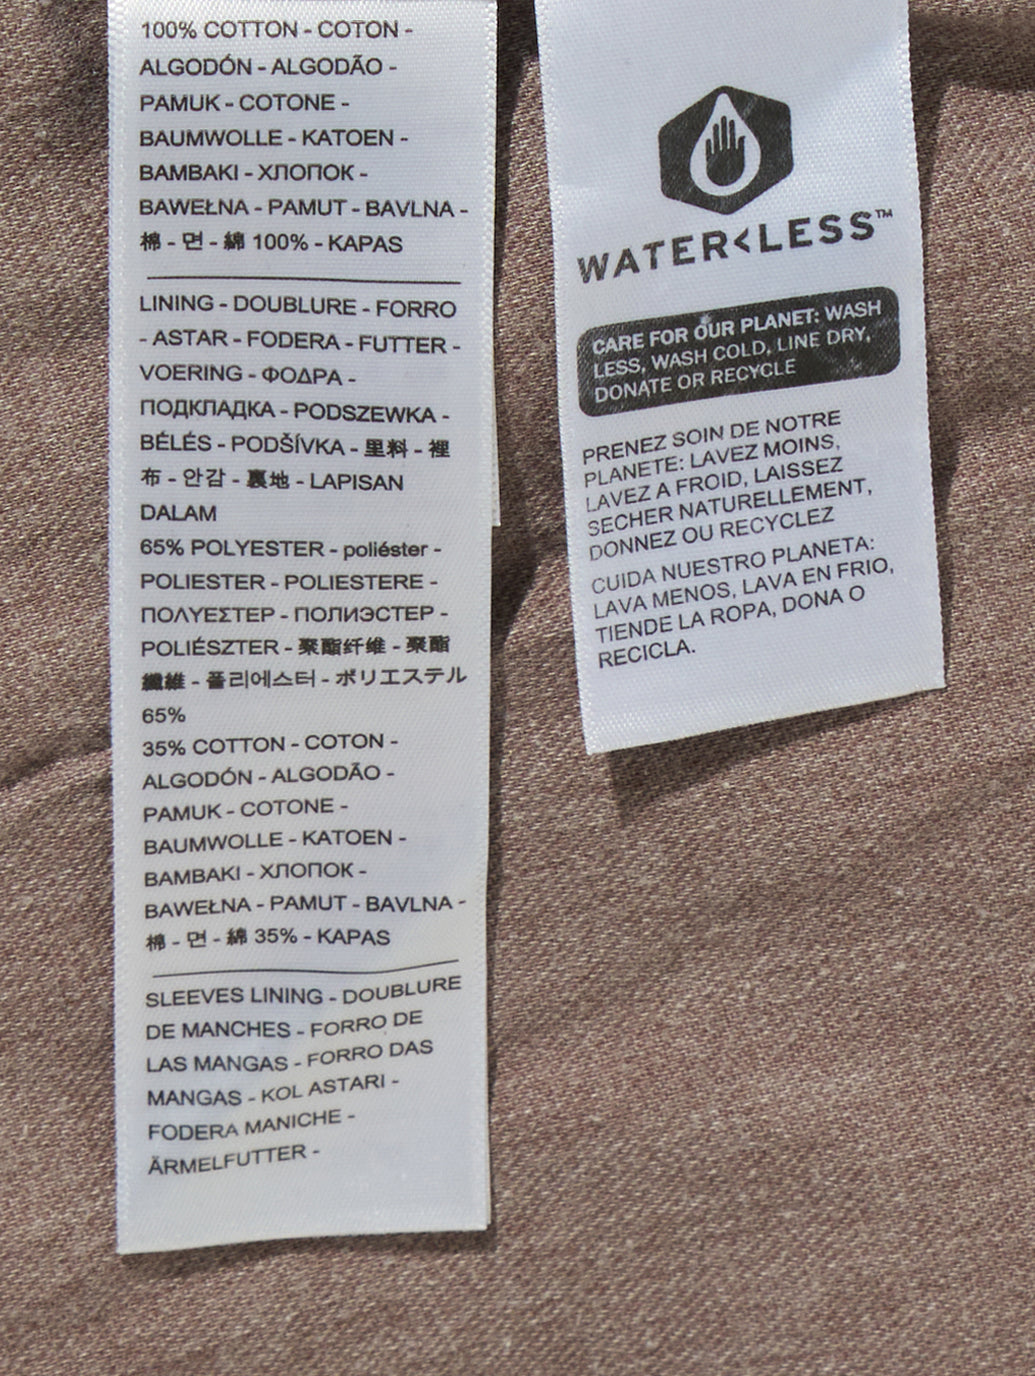 100% COTTON - COTON -
ALGODÓN - ALGODÃO -
PAMUK - COTONE -
BAUMWOLLE - KATOEN -
BAMBAKI - ХЛОПОК -
BAWEŁNA - PAMUT - BAVLNA -
棉 - 면 - 綿 100% - KAPAS
LINING - DOUBLURE - FORRO
- ASTAR - FODERA - FUTTER -
VOERING - ΦΟΔΡΑ -
ПОДКЛАДКА - PODSZEWKA -
BÉLÉS - PODŠÍVKA - 里料 - 裡
布 - 안감 - 裏地 - LAPISAN
DALAM
65% POLYESTER - poliéster -
POLIESTER - POLIESTERE -
ΠΟΛΥΕΣΤΕΡ - ПОЛИЭСТЕР -
POLIÉSZTER - 聚酯纤维 - 聚酯
纖維 - 폴리에스터 - ポリエステル
65%
35% COTTON - COTON -
ALGODÓN - ALGODÃO -
PAMUK - COTONE -
BAUMWOLLE - KATOEN -
BAMBAKI - ХЛОПОК -
BAWEŁNA - PAMUT - BAVLNA -
棉 - 면 - 綿 35% - KAPAS
SLEEVES LINING - DOUBLURE
DE MANCHES - FORRO DE
LAS MANGAS - FORRO DAS
MANGAS - KOL ASTARI -
FODERA MANICHE -
ÄRMELFUTTER -
WATER<LESS™
CARE FOR OUR PLANET: WASH
LESS, WASH COLD, LINE DRY,
DONATE OR RECYCLE
PRENEZ SOIN DE NOTRE
PLANETE: LAVEZ MOINS,
LAVEZ A FROID, LAISSEZ
SECHER NATURELLEMENT,
DONNEZ OU RECYCLEZ
CUIDA NUESTRO PLANETA:
LAVA MENOS, LAVA EN FRIO,
TIENDE LA ROPA, DONA O
RECICLA.